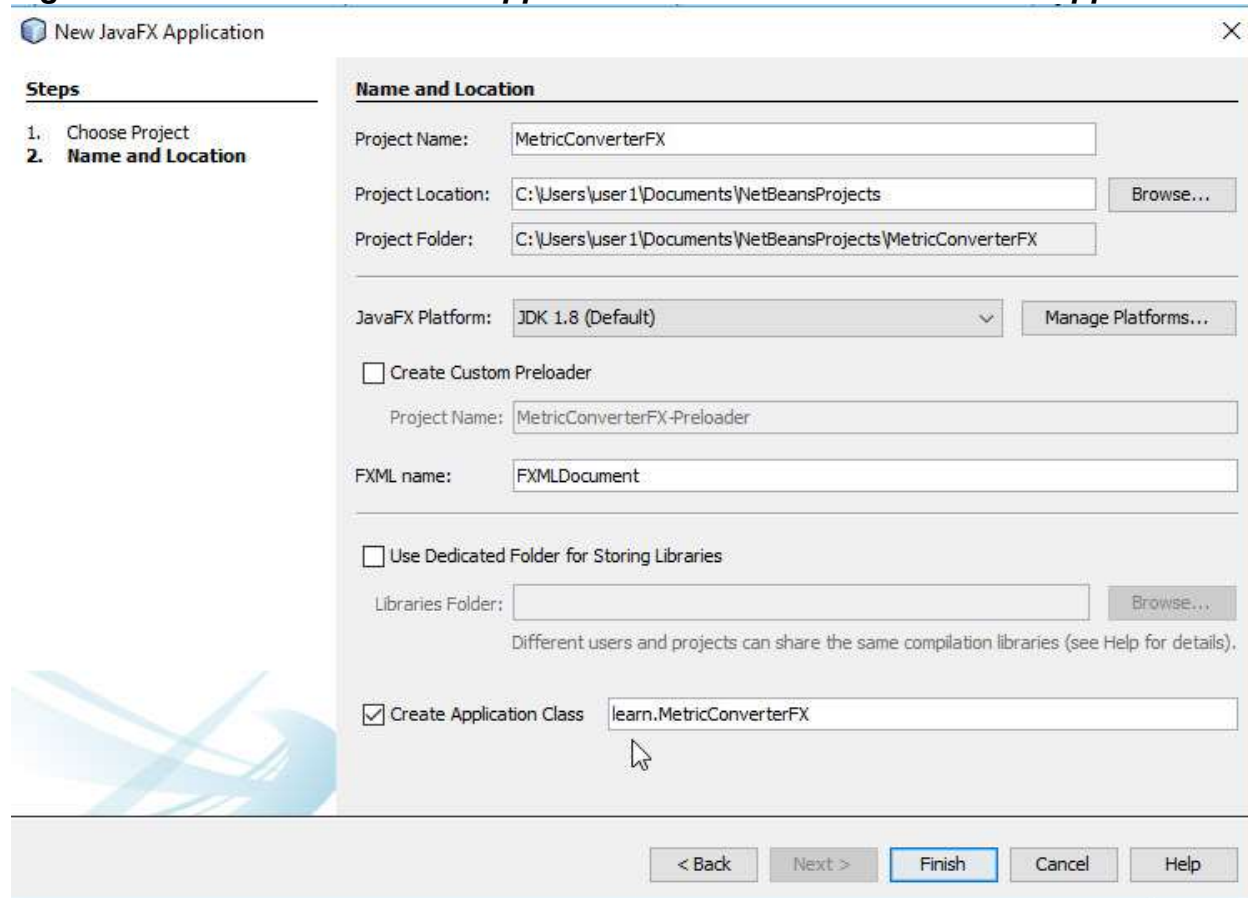 New JavaFX Application
Steps
1. Choose Project
2. Name and Location
Name and Location
Project Name: MetricConverterFX
Project Location: C:\Users\user1\Documents\NetBeansProjects Browse...
Project Folder: C:\Users\user1\Documents\NetBeansProjects\MetricConverterFX
JavaFX Platform: JDK 1.8 (Default) Manage Platforms...
Create Custom Preloader
Project Name: MetricConverterFX-Preloader
FXML name: FXMLDocument
Use Dedicated Folder for Storing Libraries
Libraries Folder: Browse...
Different users and projects can share the same compilation libraries (see Help for details).
Create Application Class learn.MetricConverterFX
< Back Next > Finish Cancel Help